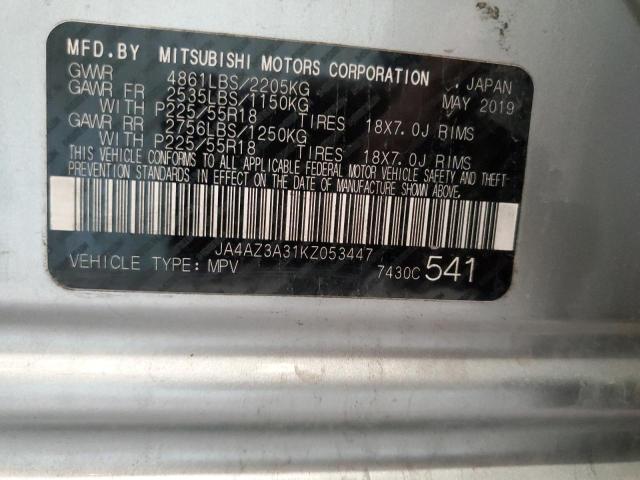 MFD.BY MITSUBISHI MOTORS CORPORATION . JAPAN
GWR 4861LBS/2205KG MAY 2019
GAWR FR 2535LBS/1150KG
WITH P225/55R18 TIRES 18X7.0J RIMS
GAWR RR 2756LBS/1250KG
WITH P225/55R18 TIRES 18X7.0J RIMS
THIS VEHICLE CONFORMS TO ALL APPLICABLE FEDERAL MOTOR VEHICLE SAFETY AND THEFT-
PREVENTION STANDARDS IN EFFECT ON THE DATE OF MANUFACTURE SHOWN ABOVE.
JA4AZ3A31KZ053447
VEHICLE TYPE: MPV 7430C 541